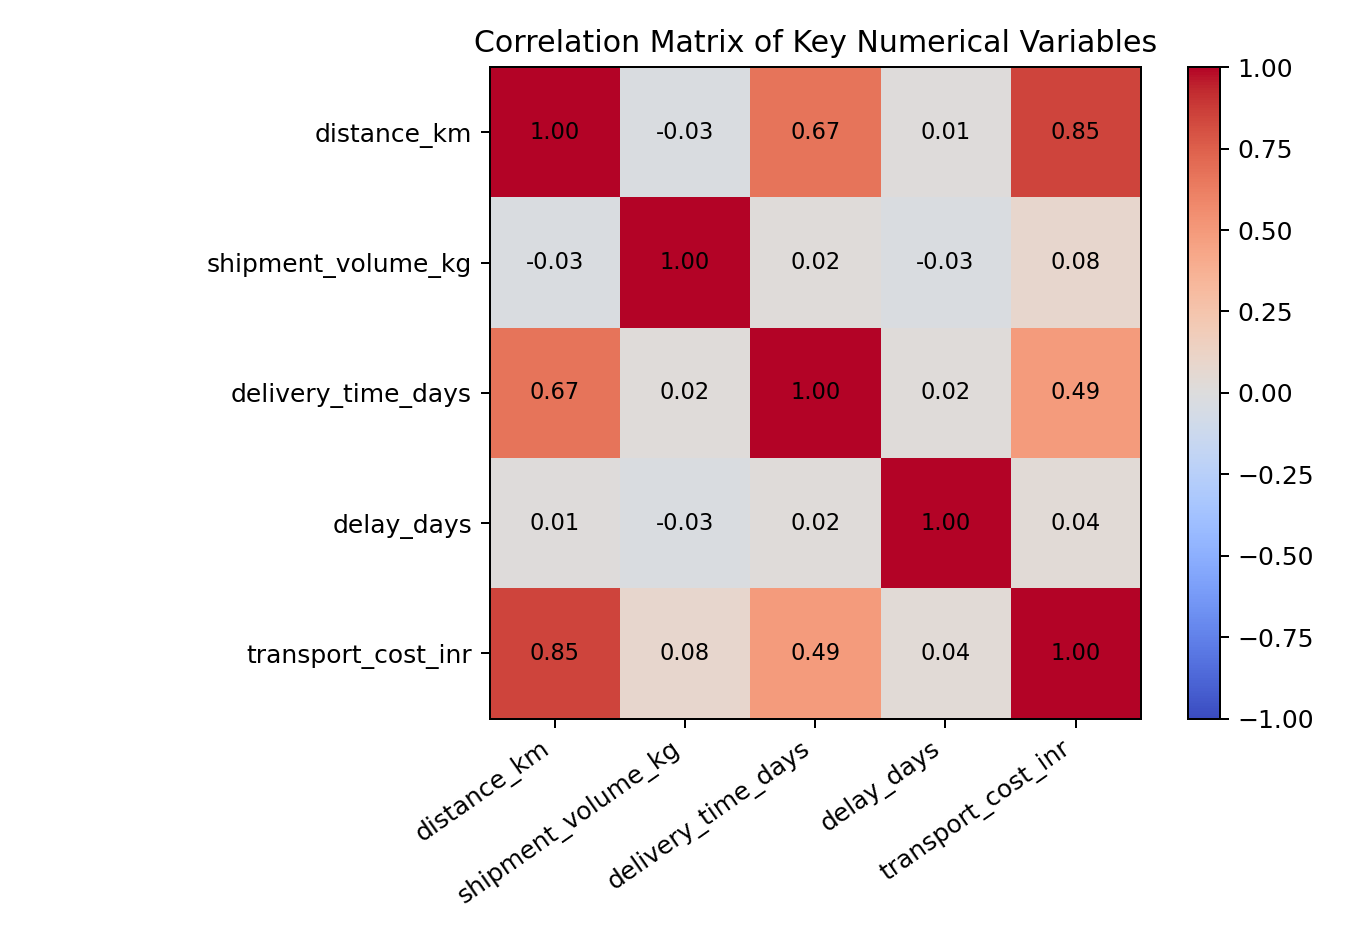 Correlation Matrix of Key Numerical Variables
distance_km 1.00 -0.03 0.67 0.01 0.85
shipment_volume_kg -0.03 1.00 0.02 -0.03 0.08
delivery_time_days 0.67 0.02 1.00 0.02 0.49
delay_days 0.01 -0.03 0.02 1.00 0.04
transport_cost_inr 0.85 0.08 0.49 0.04 1.00
distance_km
shipment_volume_kg
delivery_time_days
delay_days
transport_cost_inr
1.00
0.75
0.50
0.25
0.00
−0.25
−0.50
−0.75
−1.00